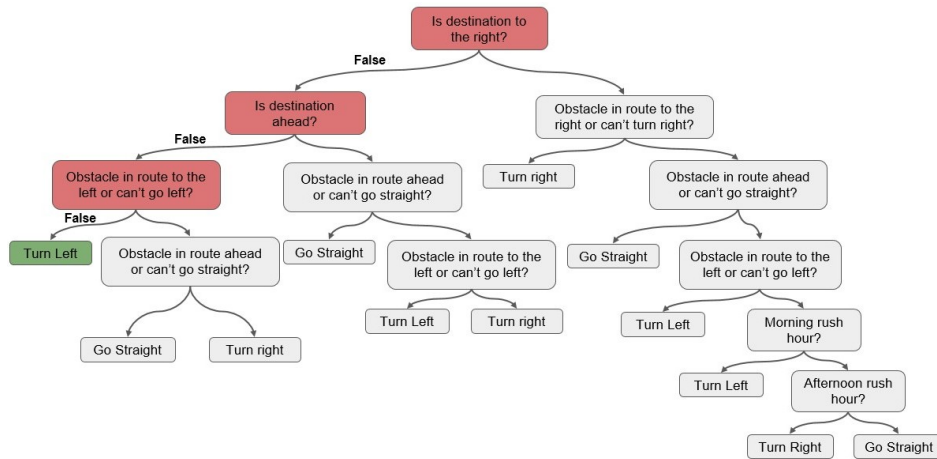 Is destination to
the right?
False
Is destination
ahead?
Obstacle in route to the
right or can't turn right?
False
Obstacle in route to the
left or can't go left?
Obstacle in route ahead
or can't go straight?
Turn right
Obstacle in route ahead
or can't go straight?
False
Turn Left
Obstacle in route ahead
or can't go straight?
Go Straight
Obstacle in route to the
left or can't go left?
Go Straight
Obstacle in route to the
left or can't go left?
Go Straight
Turn right
Turn Left
Turn right
Turn Left
Morning rush
hour?
Turn Left
Afternoon rush
hour?
Turn Right
Go Straight